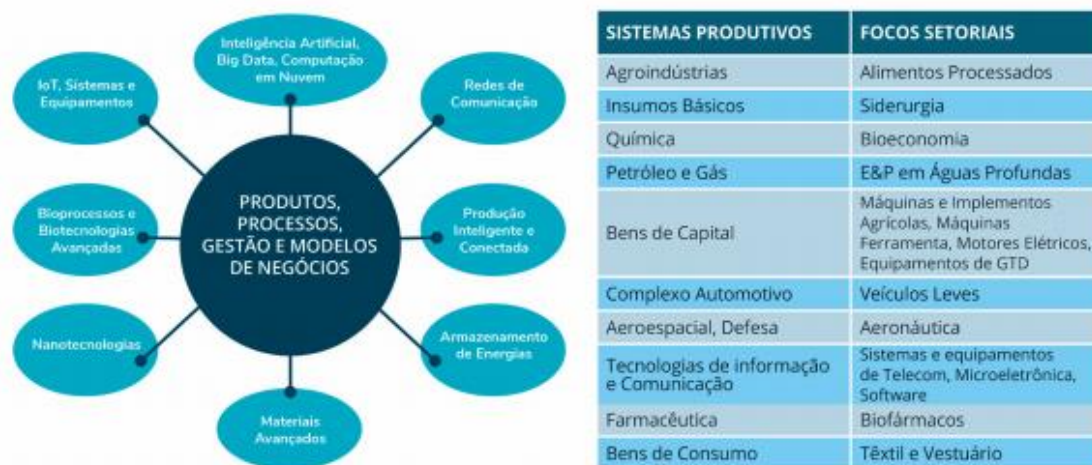 Inteligência Artificial,
Big Data, Computação
em Nuvem
IoT, Sistemas e
Equipamentos
Redes de
Comunicação
Bioprocessos e
Biotecnologias
Avançadas
PRODUTOS,
PROCESSOS,
GESTÃO E MODELOS
DE NEGÓCIOS
Produção
Inteligente e
Conectada
Nanotecnologias
Armazenamento
de Energias
Materiais
Avançados
SISTEMAS PRODUTIVOS
FOCOS SETORIAIS
Agroindústrias
Alimentos Processados
Insumos Básicos
Siderurgia
Química
Bioeconomia
Petróleo e Gás
E&P em Águas Profundas
Bens de Capital
Máquinas e Implementos
Agrícolas, Máquinas
Ferramenta, Motores Elétricos,
Equipamentos de GTD
Complexo Automotivo
Veículos Leves
Aeroespacial, Defesa
Aeronáutica
Tecnologias de informação
e Comunicação
Sistemas e equipamentos
de Telecom, Microeletrônica,
Software
Farmacêutica
Biofármacos
Bens de Consumo
Têxtil e Vestuário